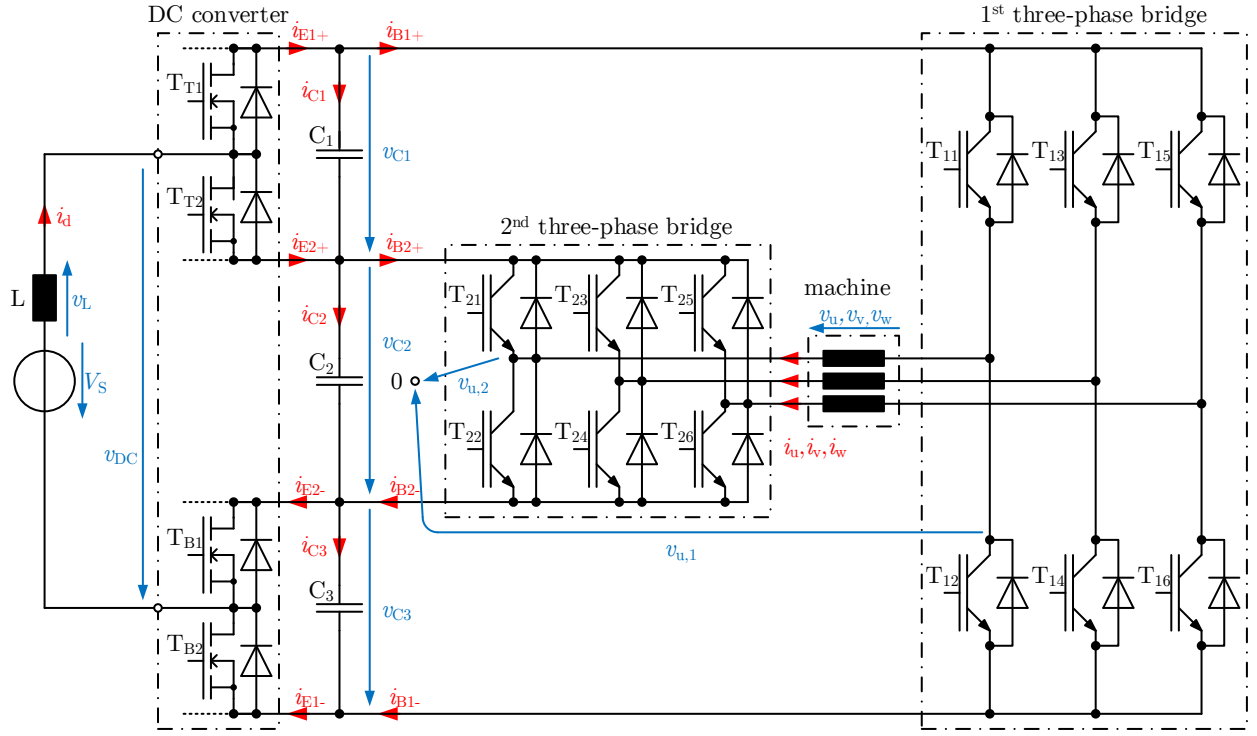 DC converter
1st three-phase bridge
iE1+
iB1+
TT1
iC1
C1
vC1
T11
T13
T15
TT2
id
iE2+
iB2+
2nd three-phase bridge
L
vL
T21
T23
T25
machine
iC2
vC2
vu, vv, vw
C2
0
vu,2
VS
T22
T24
T26
iu, iv, iw
vDC
iE2-
iB2-
TB1
iC3
vu,1
C3
vC3
T12
T14
T16
TB2
iE1-
iB1-